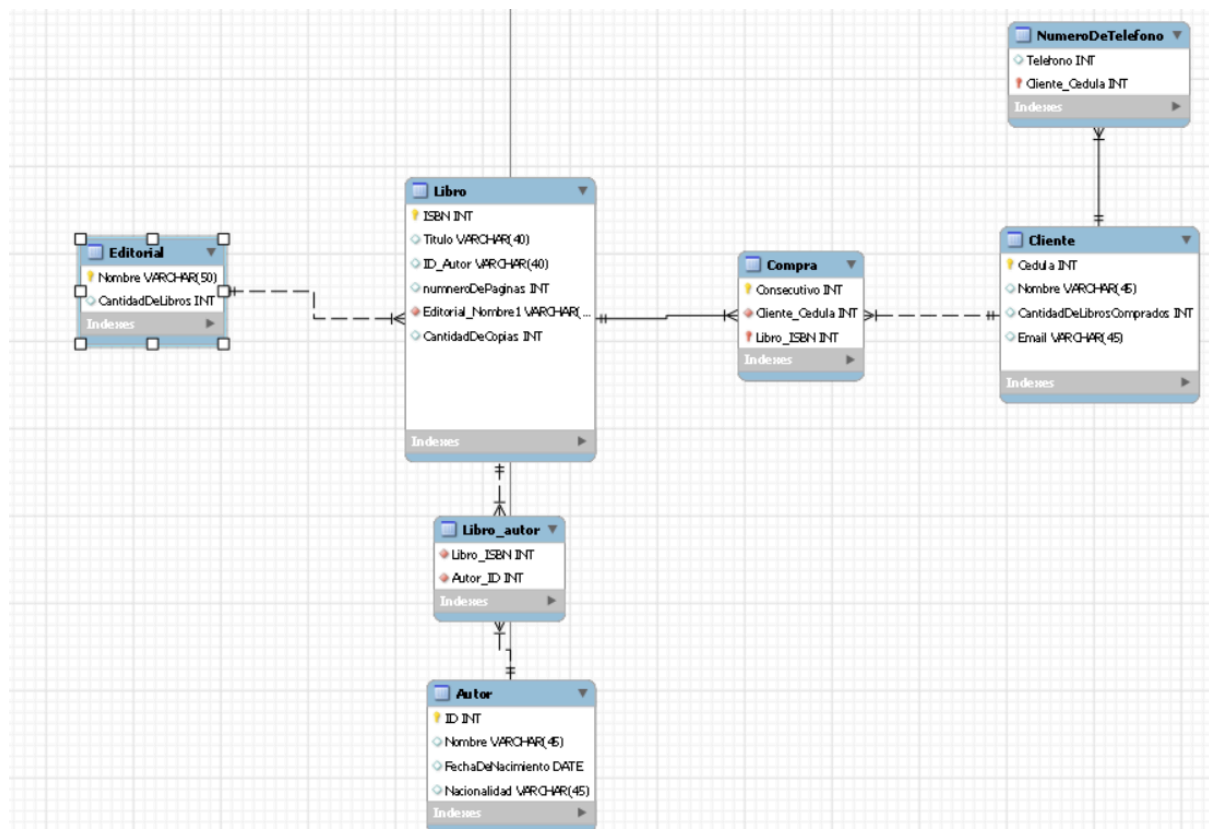 NumeroDeTelefono
Telefono INT
Cliente_Cedula INT
Indexes
Libro
ISBN INT
Titulo VARCHAR(40)
ID_Autor VARCHAR(40)
numneroDePaginas INT
Editorial_Nombre1 VARCHAR(...
CantidadDeCopias INT
Indexes
Editorial
Nombre VARCHAR(50)
CantidadDeLibros INT
Indexes
Compra
Consecutivo INT
Cliente_Cedula INT
Libro_ISBN INT
Indexes
Cliente
Cedula INT
Nombre VARCHAR(45)
CantidadDeLibrosComprados INT
Email VARCHAR(45)
Indexes
Libro_autor
Libro_ISBN INT
Autor_ID INT
Indexes
Autor
ID INT
Nombre VARCHAR(45)
FechaDeNacimiento DATE
Nacionalidad VARCHAR(45)
Indexes